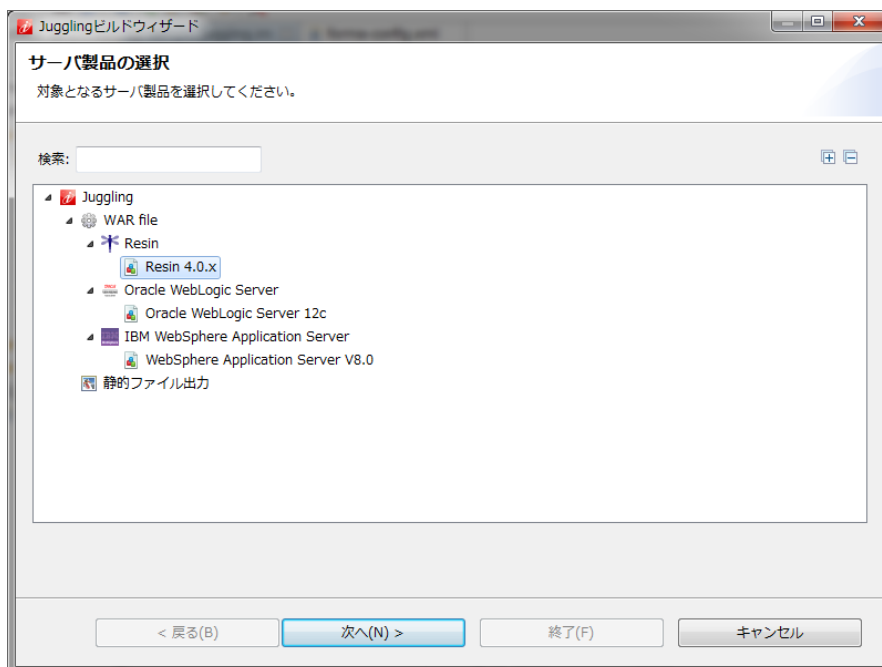 Jugglingビルドウィザード
サーバ製品の選択
対象となるサーバ製品を選択してください。
検索:
Juggling
WAR file
Resin
Resin 4.0.x
Oracle WebLogic Server
Oracle WebLogic Server 12c
IBM WebSphere Application Server
WebSphere Application Server V8.0
静的ファイル出力
< 戻る(B)
次へ(N) >
終了(F)
キャンセル